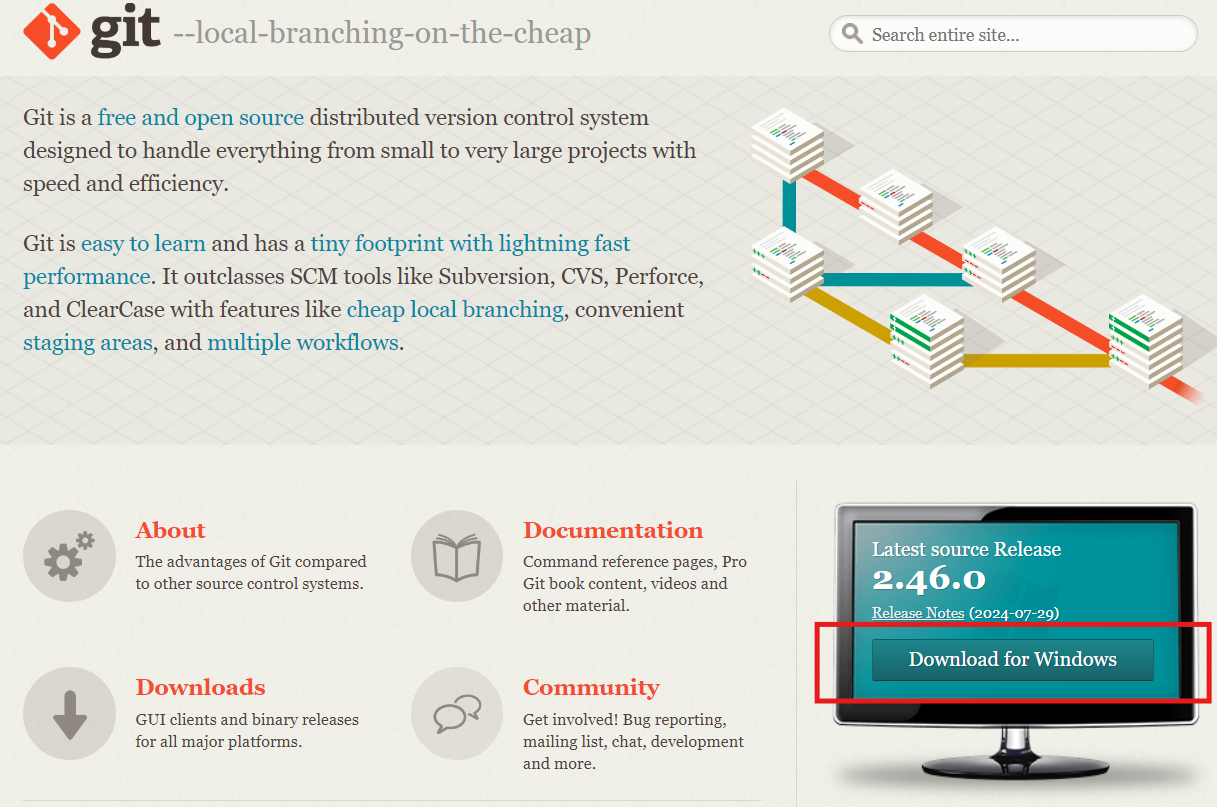 git --local-branching-on-the-cheap
Search entire site...
Git is a free and open source distributed version control system
designed to handle everything from small to very large projects with
speed and efficiency.
Git is easy to learn and has a tiny footprint with lightning fast
performance. It outclasses SCM tools like Subversion, CVS, Perforce,
and ClearCase with features like cheap local branching, convenient
staging areas, and multiple workflows.
About
The advantages of Git compared
to other source control systems.
Documentation
Command reference pages, Pro
Git book content, videos and
other material.
Downloads
GUI clients and binary releases
for all major platforms.
Community
Get involved! Bug reporting,
mailing list, chat, development
and more.
Latest source Release
2.46.0
Release Notes (2024-07-29)
Download for Windows